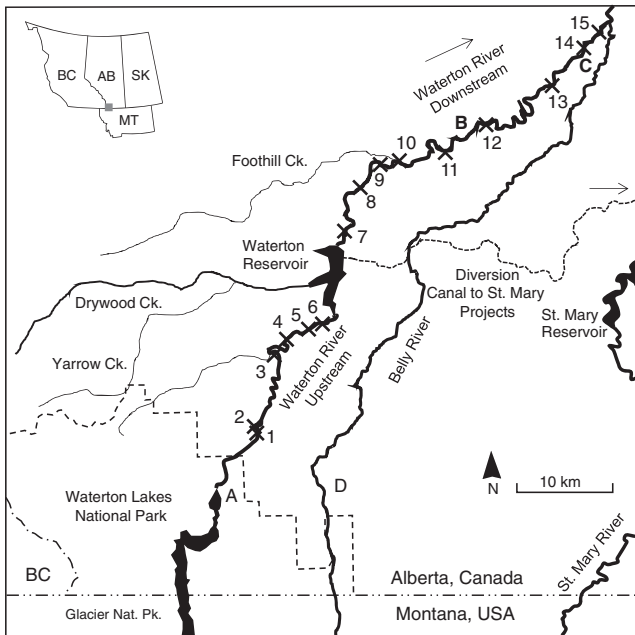 BC
AB
SK
MT
Waterton River
Downstream
15
14
C
13
B
12
11
10
9
8
Foothill Ck.
7
Waterton
Reservoir
Diversion
Canal to St. Mary
Projects
St. Mary
Reservoir
Drywood Ck.
6
5
4
3
Yarrow Ck.
Waterton River
Upstream
Belly River
2
1
A
D
N
10 km
Waterton Lakes
National Park
BC
Alberta, Canada
Montana, USA
Glacier Nat. Pk.
St. Mary River